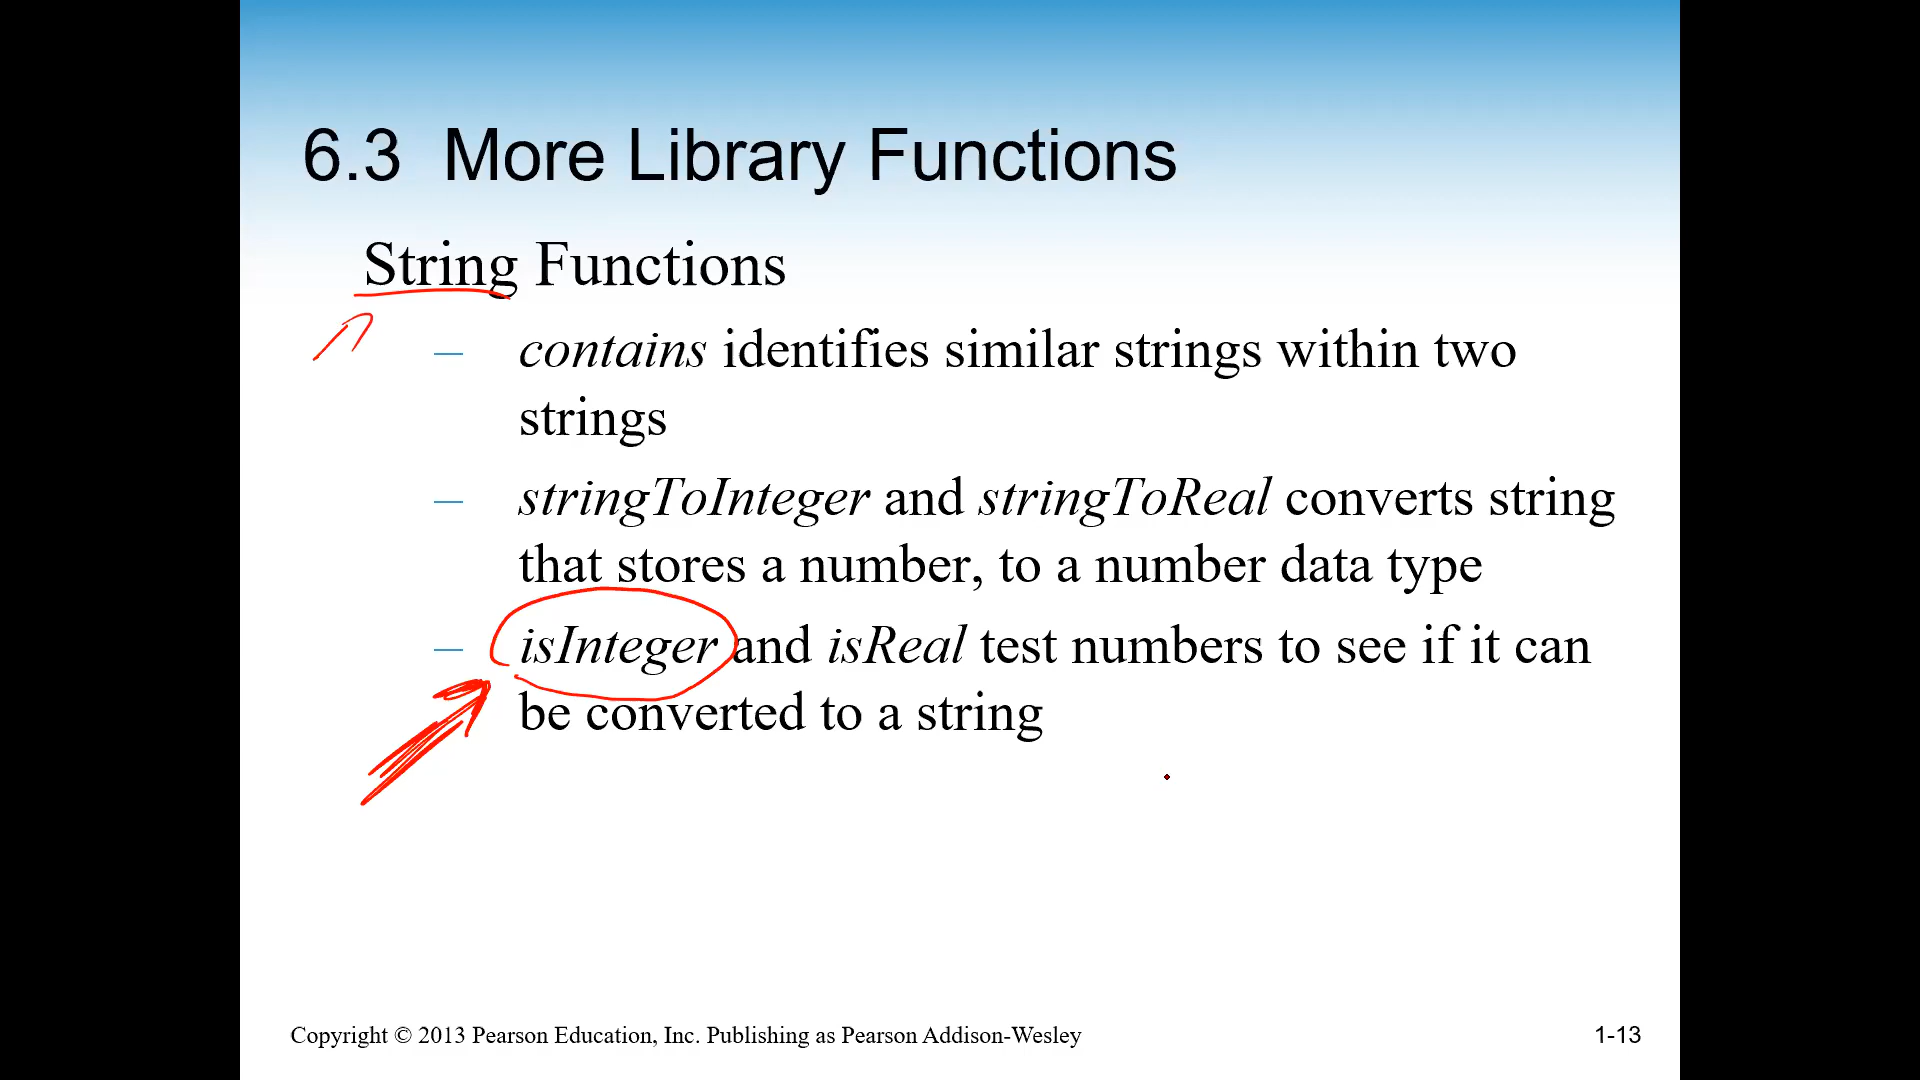 6.3 More Library Functions
String Functions
– contains identifies similar strings within two
strings
– stringToInteger and stringToReal converts string
that stores a number, to a number data type
– isInteger and isReal test numbers to see if it can
be converted to a string
Copyright © 2013 Pearson Education, Inc. Publishing as Pearson Addison-Wesley
1-13